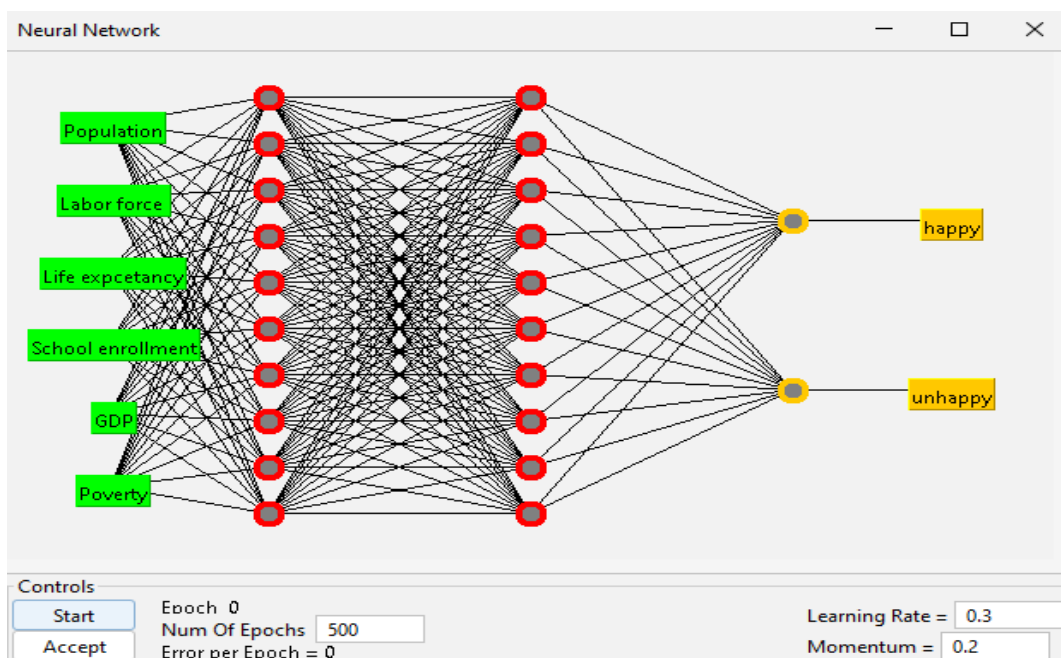 Neural Network
Population
Labor force
Life expcetancy
School enrollment
GDP
Poverty
happy
unhappy
Controls
Start
Accept
Epoch 0
Num Of Epochs 500
Error per Epoch = 0
Learning Rate = 0.3
Momentum = 0.2